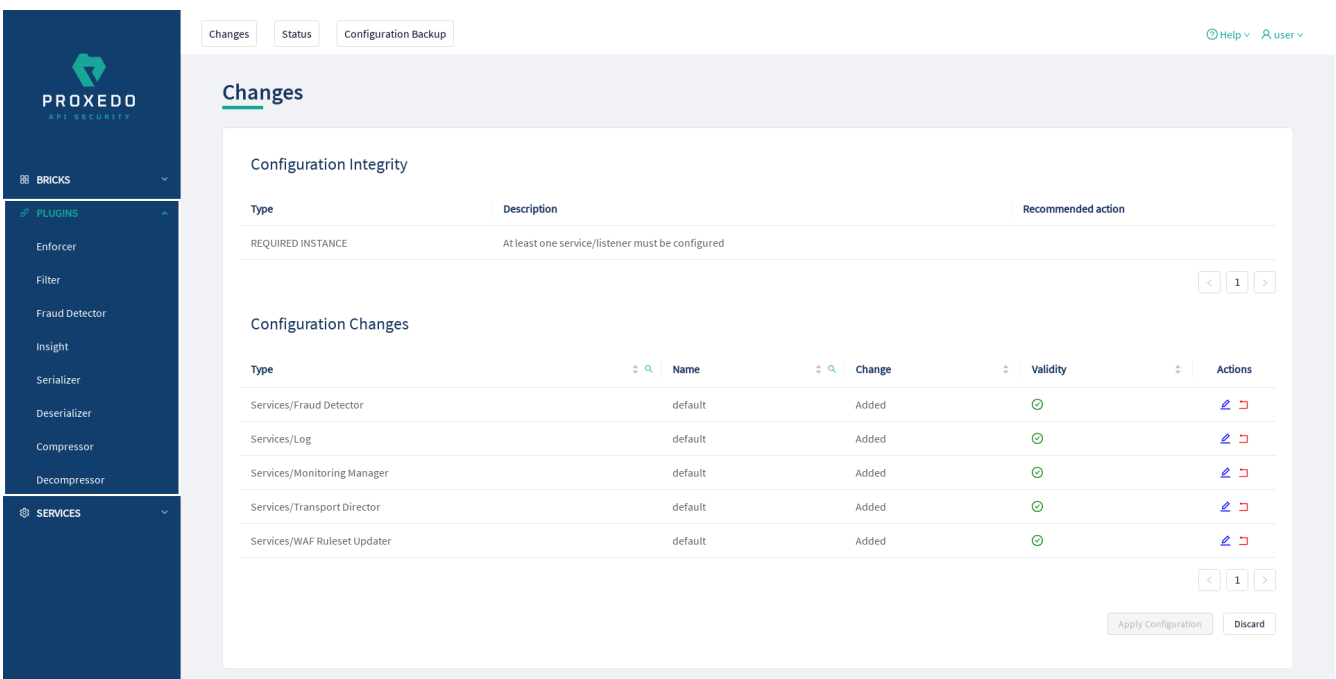 PROXEDO
API SECURITY
BRICKS
PLUGINS
Enforcer
Filter
Fraud Detector
Insight
Serializer
Deserializer
Compressor
Decompressor
SERVICES
Changes Status Configuration Backup Help user
Changes
Configuration Integrity
Type Description Recommended action
REQUIRED INSTANCE At least one service/listener must be configured
< 1 >
Configuration Changes
Type Name Change Validity Actions
Services/Fraud Detector default Added
Services/Log default Added
Services/Monitoring Manager default Added
Services/Transport Director default Added
Services/WAF Ruleset Updater default Added
< 1 >
Apply Configuration Discard